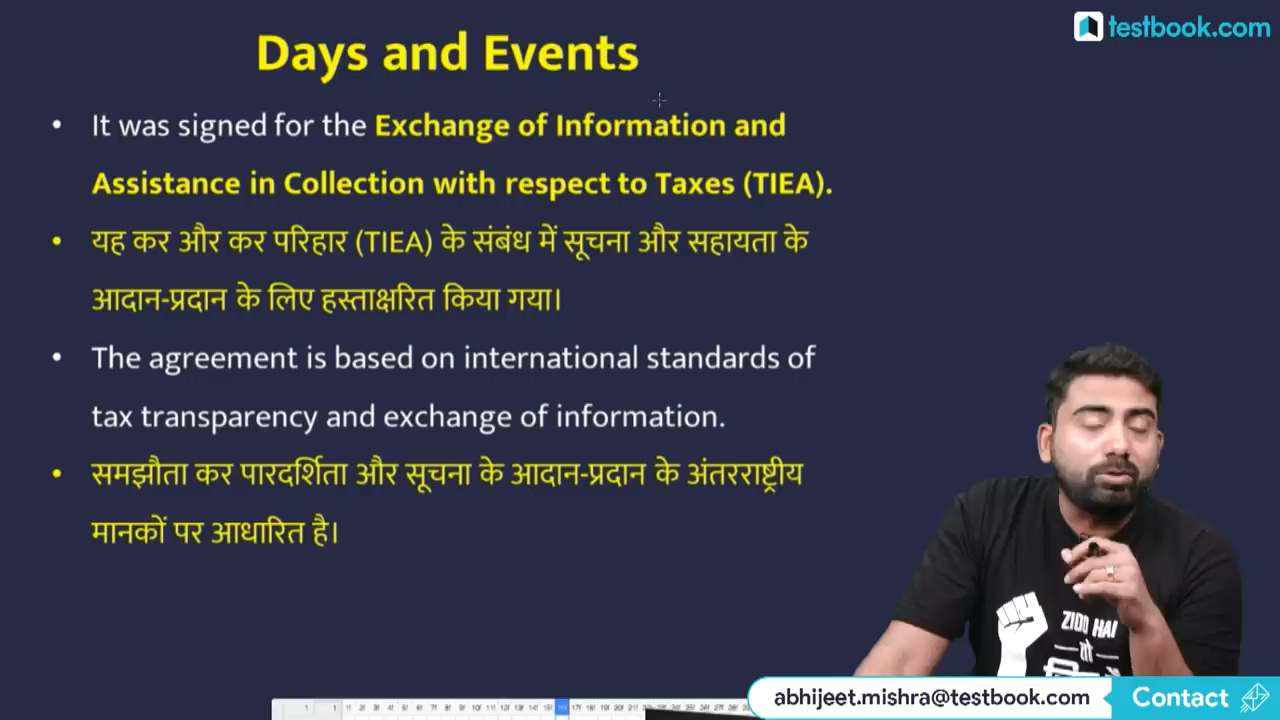 testbook.com
Days and Events
• It was signed for the Exchange of Information and
Assistance in Collection with respect to Taxes (TIEA).
• यह कर और कर परिहार (TIEA) के संबंध में सूचना और सहायता के
आदान-प्रदान के लिए हस्ताक्षरित किया गया।
• The agreement is based on international standards of
tax transparency and exchange of information.
• समझौता कर पारदर्शिता और सूचना के आदान-प्रदान के अंतरराष्ट्रीय
मानकों पर आधारित है।
ZIDD HAI
तो
abhijeet.mishra@testbook.com
Contact